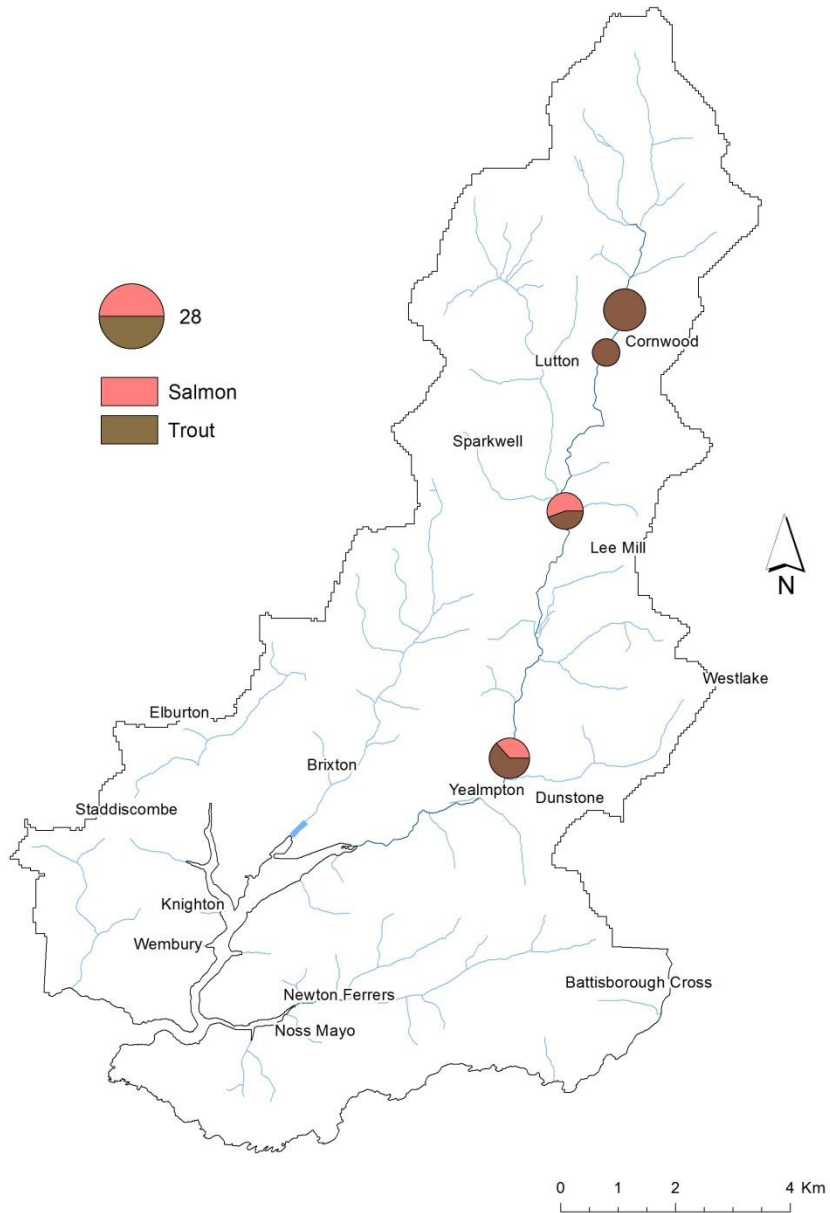 28
Salmon
Trout
Cornwood
Lutton
Sparkwell
Lee Mill
N
Westlake
Elburton
Brixton
Yealmpton
Dunstone
Staddiscombe
Knighton
Wembury
Battisborough Cross
Newton Ferrers
Noss Mayo
0 1 2 4 Km